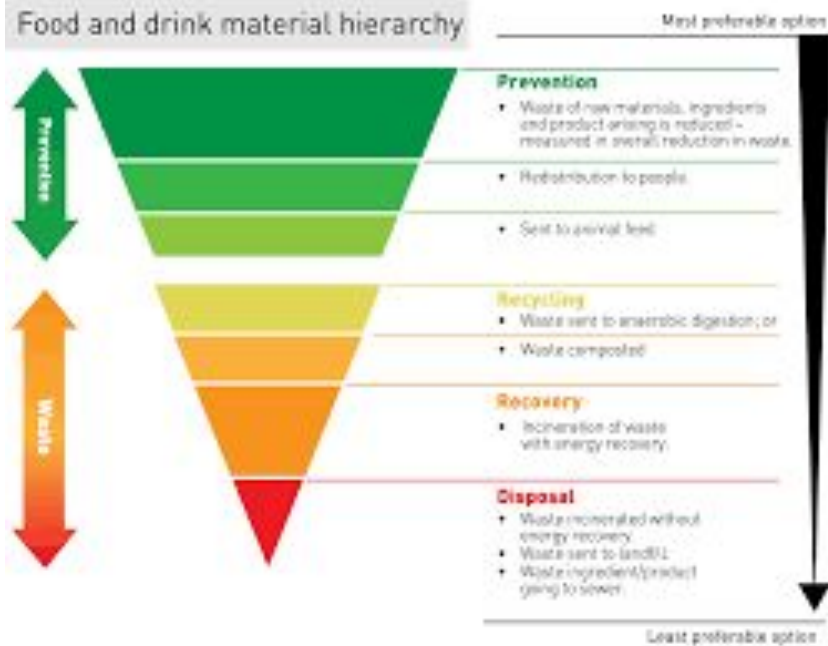 Food and drink material hierarchy
Most preferable option
Prevention
Prevention
• Waste of raw materials, ingredients
and product arising is reduced –
measured in overall reduction in waste.
• Redistribution to people.
• Sent to animal feed
Waste
Recycling
• Waste sent to anaerobic digestion; or
• Waste composted
Recovery
• Incineration of waste
with energy recovery.
Disposal
• Waste incinerated without
energy recovery.
• Waste sent to landfill.
• Waste ingredient/product
going to sewer.
Least preferable option